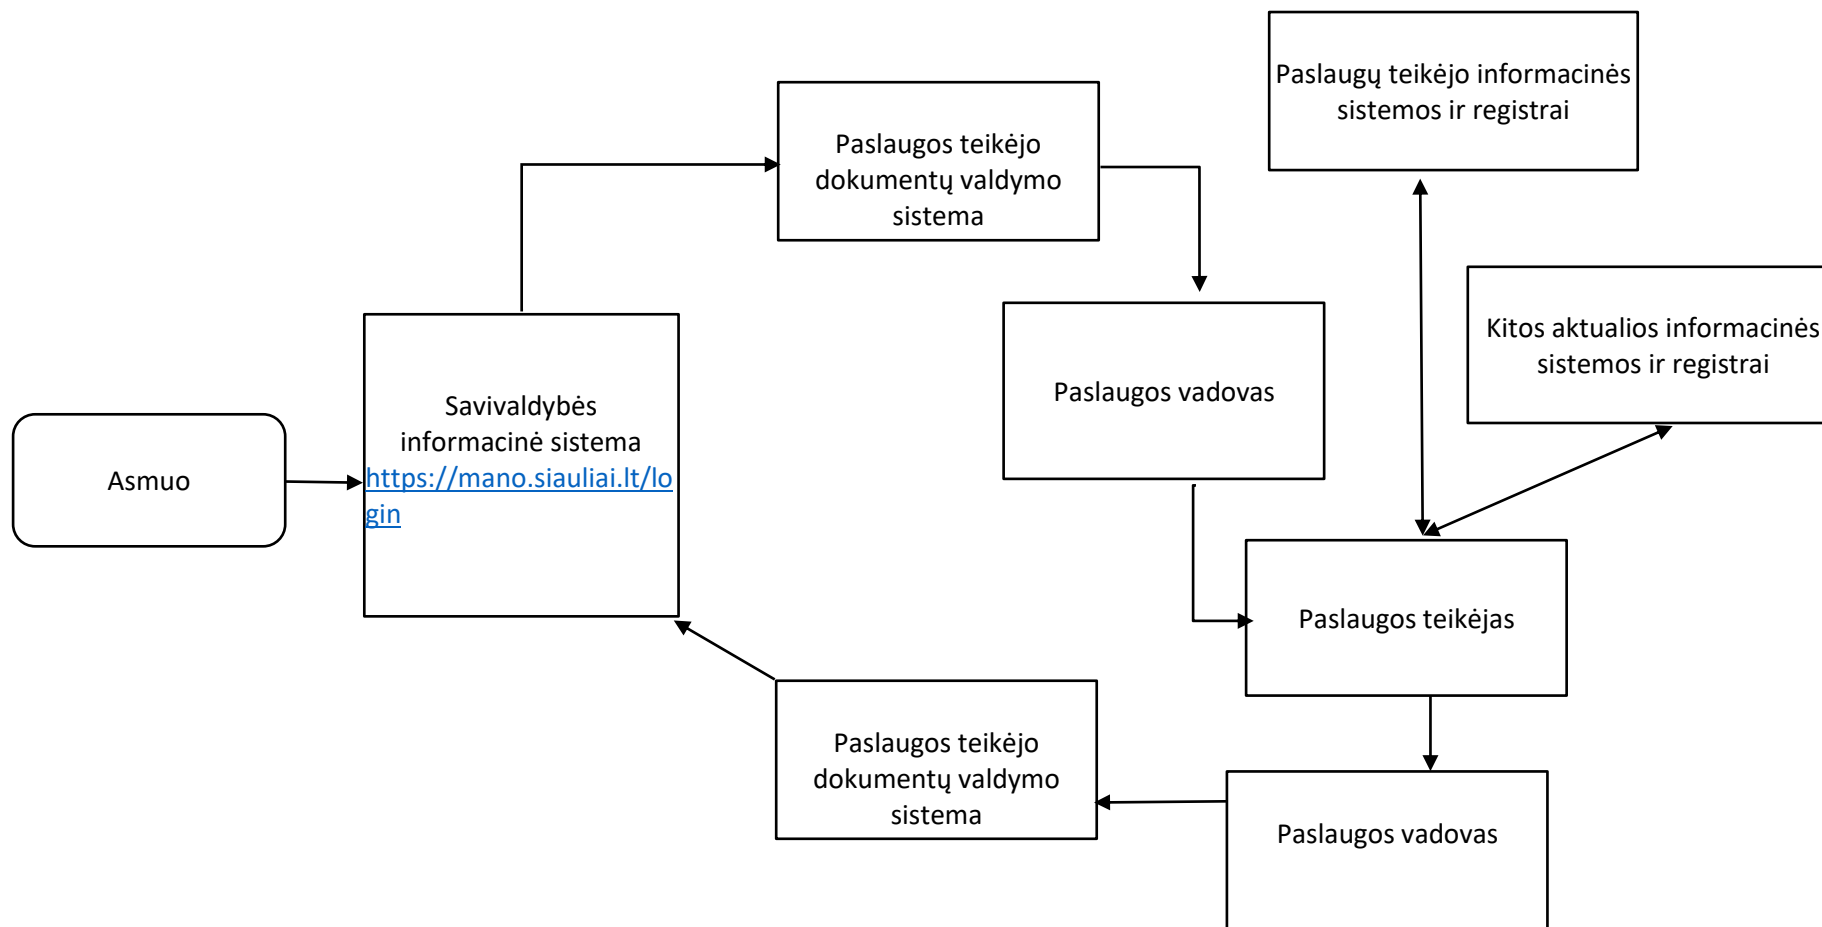 Paslaugų teikėjo informacinės
sistemos ir registrai
Paslaugos teikėjo
dokumentų valdymo
sistema
Kitos aktualios informacinės
sistemos ir registrai
Paslaugos vadovas
Savivaldybės
informacinė sistema
https://mano.siauliai.lt/lo
gin
Asmuo
Paslaugos teikėjas
Paslaugos teikėjo
dokumentų valdymo
sistema
Paslaugos vadovas